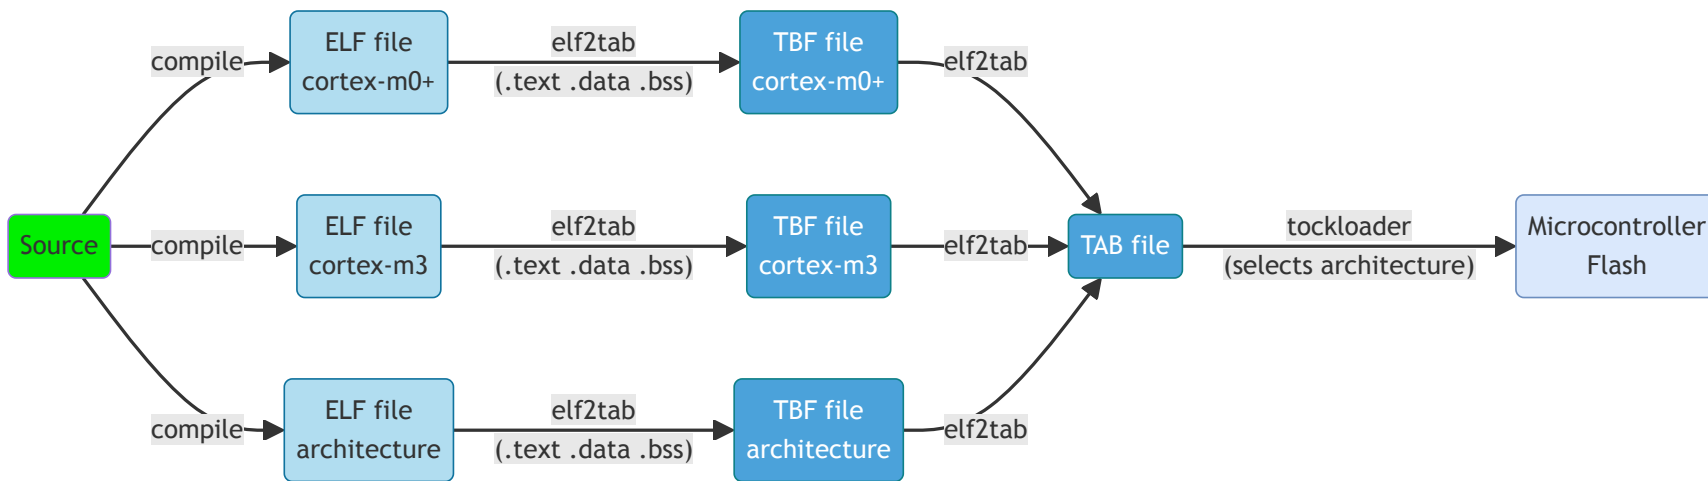 compile
ELF file
cortex-m0+
elf2tab
(.text .data .bss)
TBF file
cortex-m0+
elf2tab
Source
compile
ELF file
cortex-m3
elf2tab
(.text .data .bss)
TBF file
cortex-m3
elf2tab
TAB file
tockloader
(selects architecture)
Microcontroller
Flash
compile
ELF file
architecture
elf2tab
(.text .data .bss)
TBF file
architecture
elf2tab